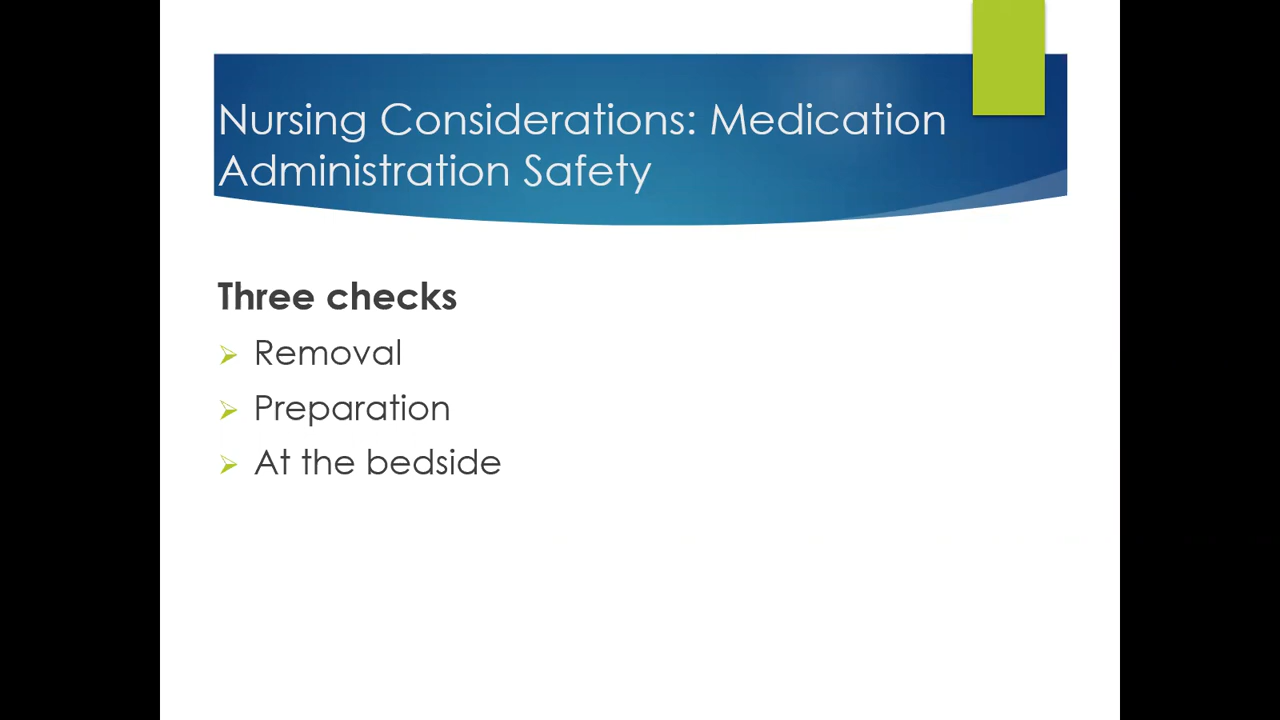 Nursing Considerations: Medication
Administration Safety
Three checks
Removal
Preparation
At the bedside